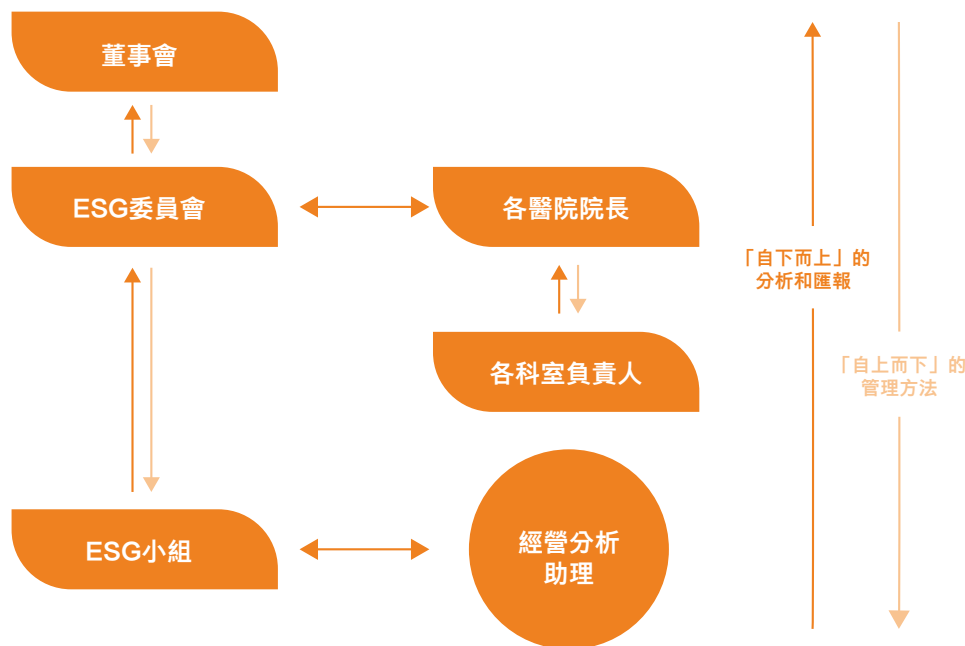 董事會
ESG委員會
各醫院院長
各科室負責人
ESG小組
經營分析
助理
「自下而上」的
分析和匯報
「自上而下」的
管理方法